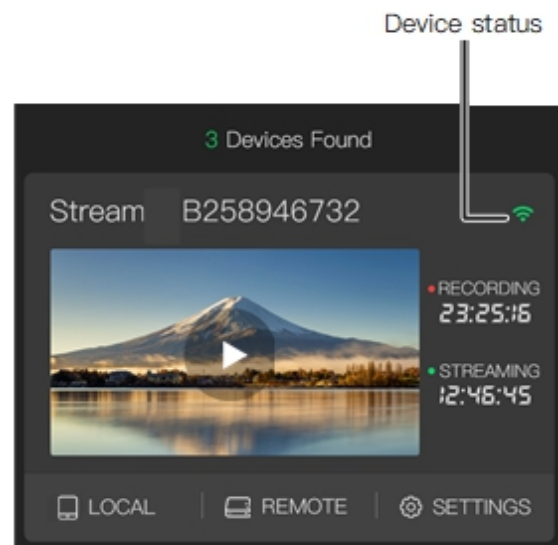 Device status
3 Devices Found
Stream B258946732
RECORDING
23:25:16
STREAMING
12:46:45
LOCAL
REMOTE
SETTINGS